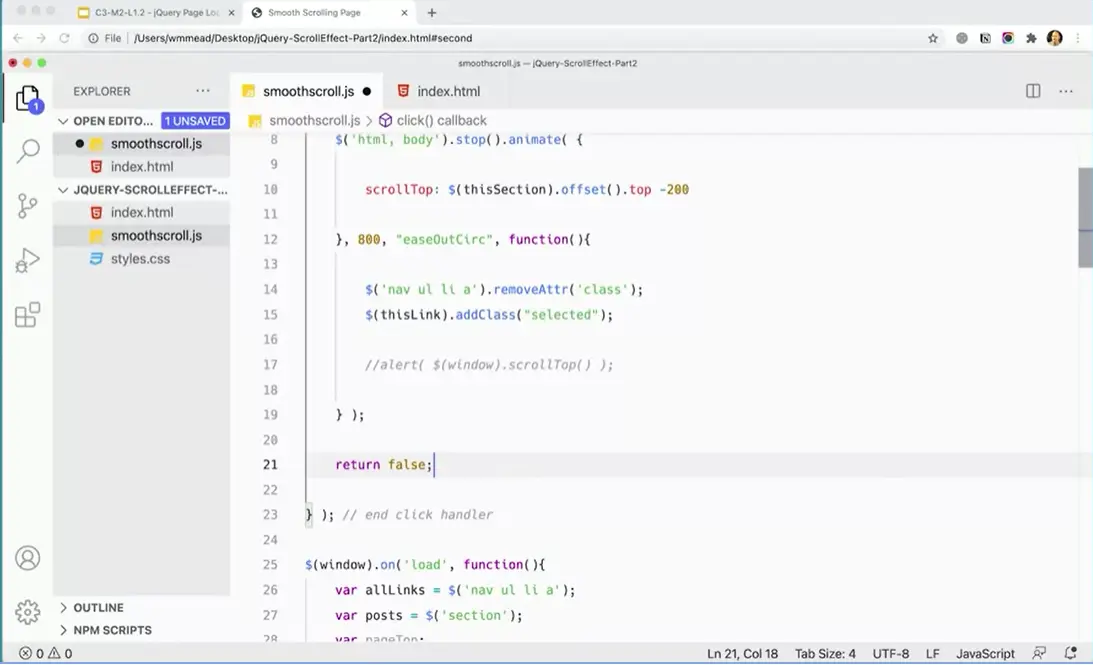 C3-M2-L1.2 - jQuery Page Loc
Smooth Scrolling Page
File /Users/wmmead/Desktop/jQuery-ScrollEffect-Part2/index.html#second
smoothscroll.js — jQuery-ScrollEffect-Part2
EXPLORER
OPEN EDITO... 1 UNSAVED
smoothscroll.js
index.html
JQUERY-SCROLLEFFECT-...
index.html
smoothscroll.js
styles.css
OUTLINE
NPM SCRIPTS
1
smoothscroll.js
index.html
smoothscroll.js > click() callback
8 $('html, body').stop().animate( {
9
10 scrollTop: $(thisSection).offset().top -200
11
12 }, 800, "easeOutCirc", function(){
13
14 $('nav ul li a').removeAttr('class');
15 $(thisLink).addClass("selected");
16
17 //alert( $(window).scrollTop() );
18
19 } );
20
21 return false;
22
23 } ); // end click handler
24
25 $(window).on('load', function(){
26 var allLinks = $('nav ul li a');
27 var posts = $('section');
28 var pageTop;
0 0 Ln 21, Col 18 Tab Size: 4 UTF-8 LF JavaScript